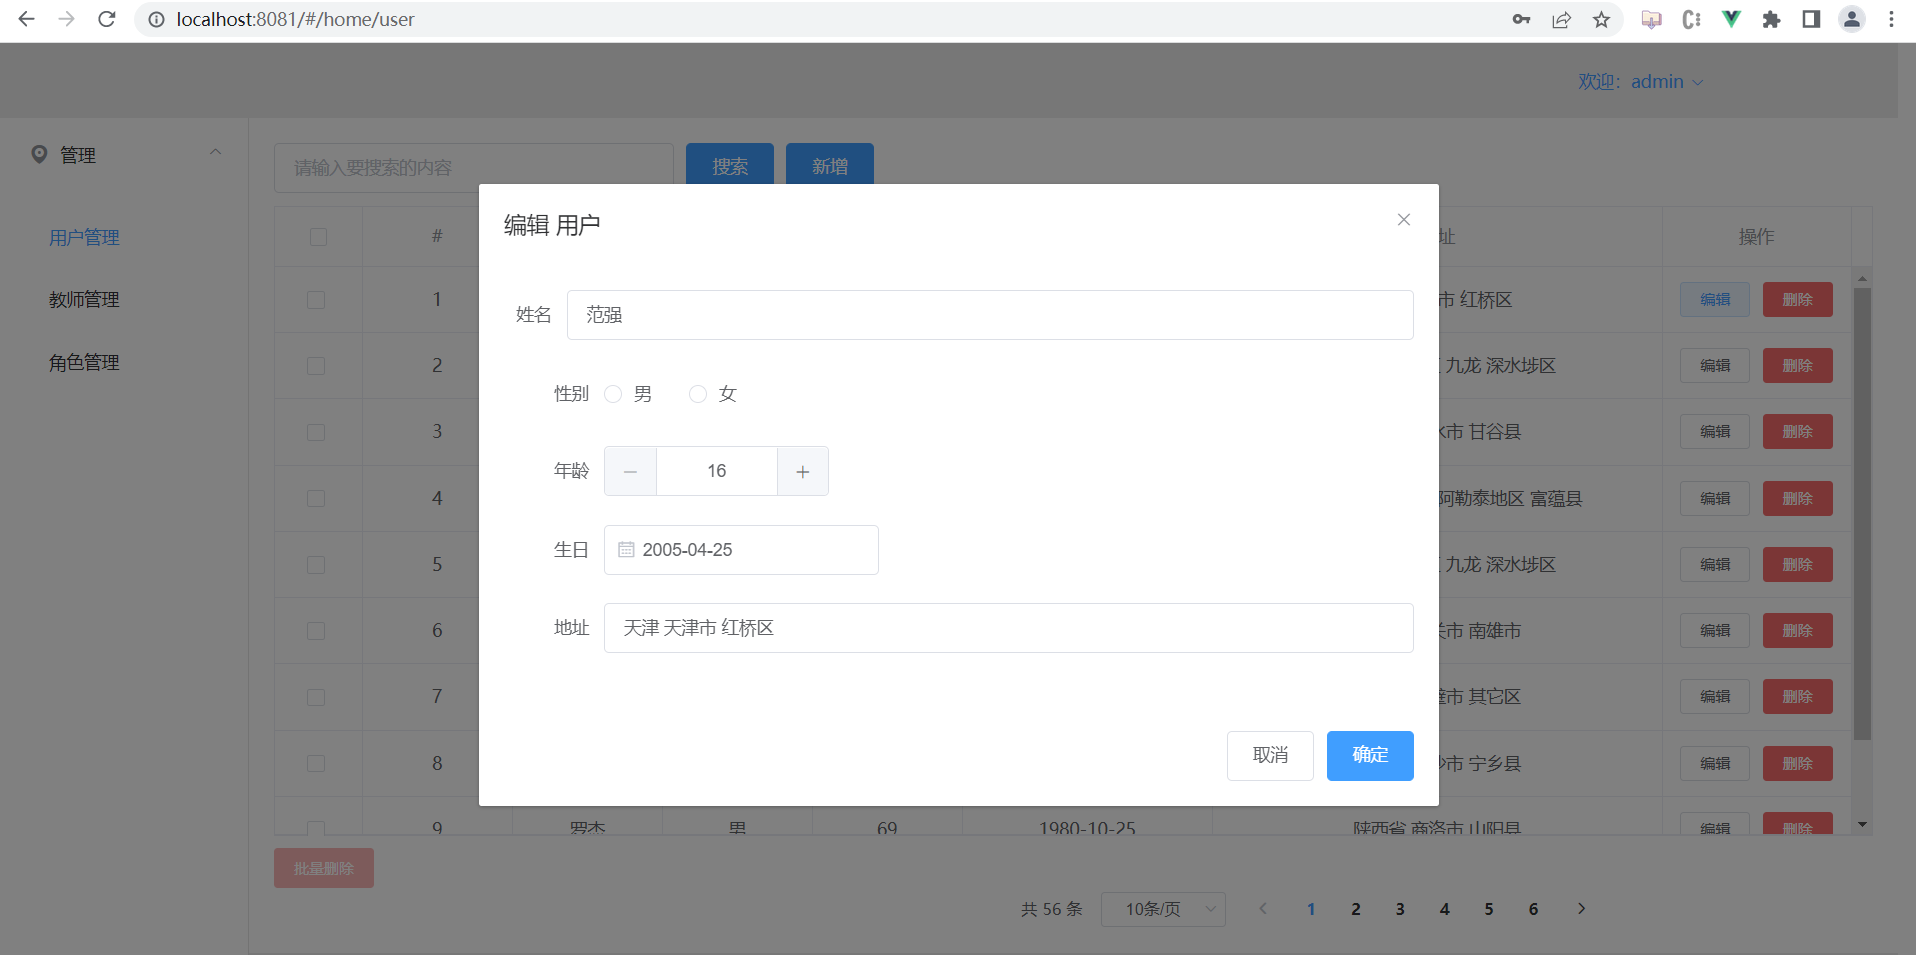 localhost:8081/#/home/user
欢迎：admin
管理
请输入要搜索的内容
搜索
新增
用户管理
教师管理
角色管理
编辑 用户
姓名 范强
性别 男 女
年龄 16
生日 2005-04-25
地址 天津 天津市 红桥区
取消 确定
# 址 操作
1 市 红桥区 编辑 删除
2 九龙 深水埗区 编辑 删除
3 市 甘谷县 编辑 删除
4 阿勒泰地区 富蕴县 编辑 删除
5 九龙 深水埗区 编辑 删除
6 市 南雄市 编辑 删除
7 市 其它区 编辑 删除
8 市 宁乡县 编辑 删除
9 罗杰 男 69 1980-10-25 陕西省 商洛市 山阳县 编辑 删除
批量删除
共 56 条 10条/页 1 2 3 4 5 6